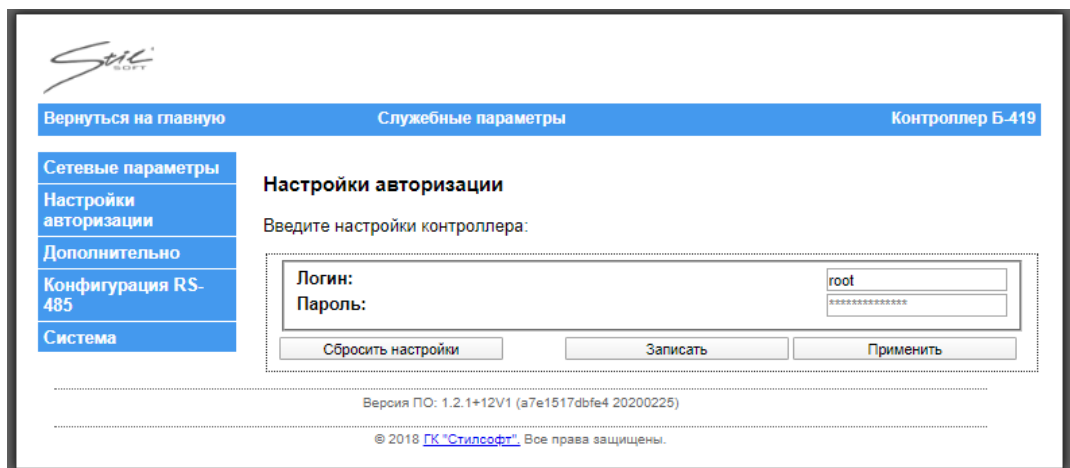 Stil
SOFT
Вернуться на главную Служебные параметры Контроллер Б-419
Сетевые параметры
Настройки
авторизации
Дополнительно
Конфигурация RS-
485
Система
Настройки авторизации
Введите настройки контроллера:
Логин: root
Пароль: **************
Сбросить настройки Записать Применить
Версия ПО: 1.2.1+12V1 (a7e1517dbfe4 20200225)
© 2018 ГК "Стилсофт". Все права защищены.